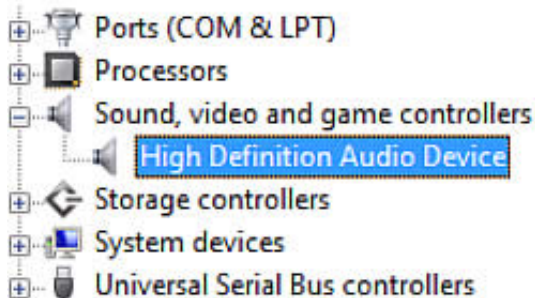 Ports (COM & LPT)
Processors
Sound, video and game controllers
High Definition Audio Device
Storage controllers
System devices
Universal Serial Bus controllers